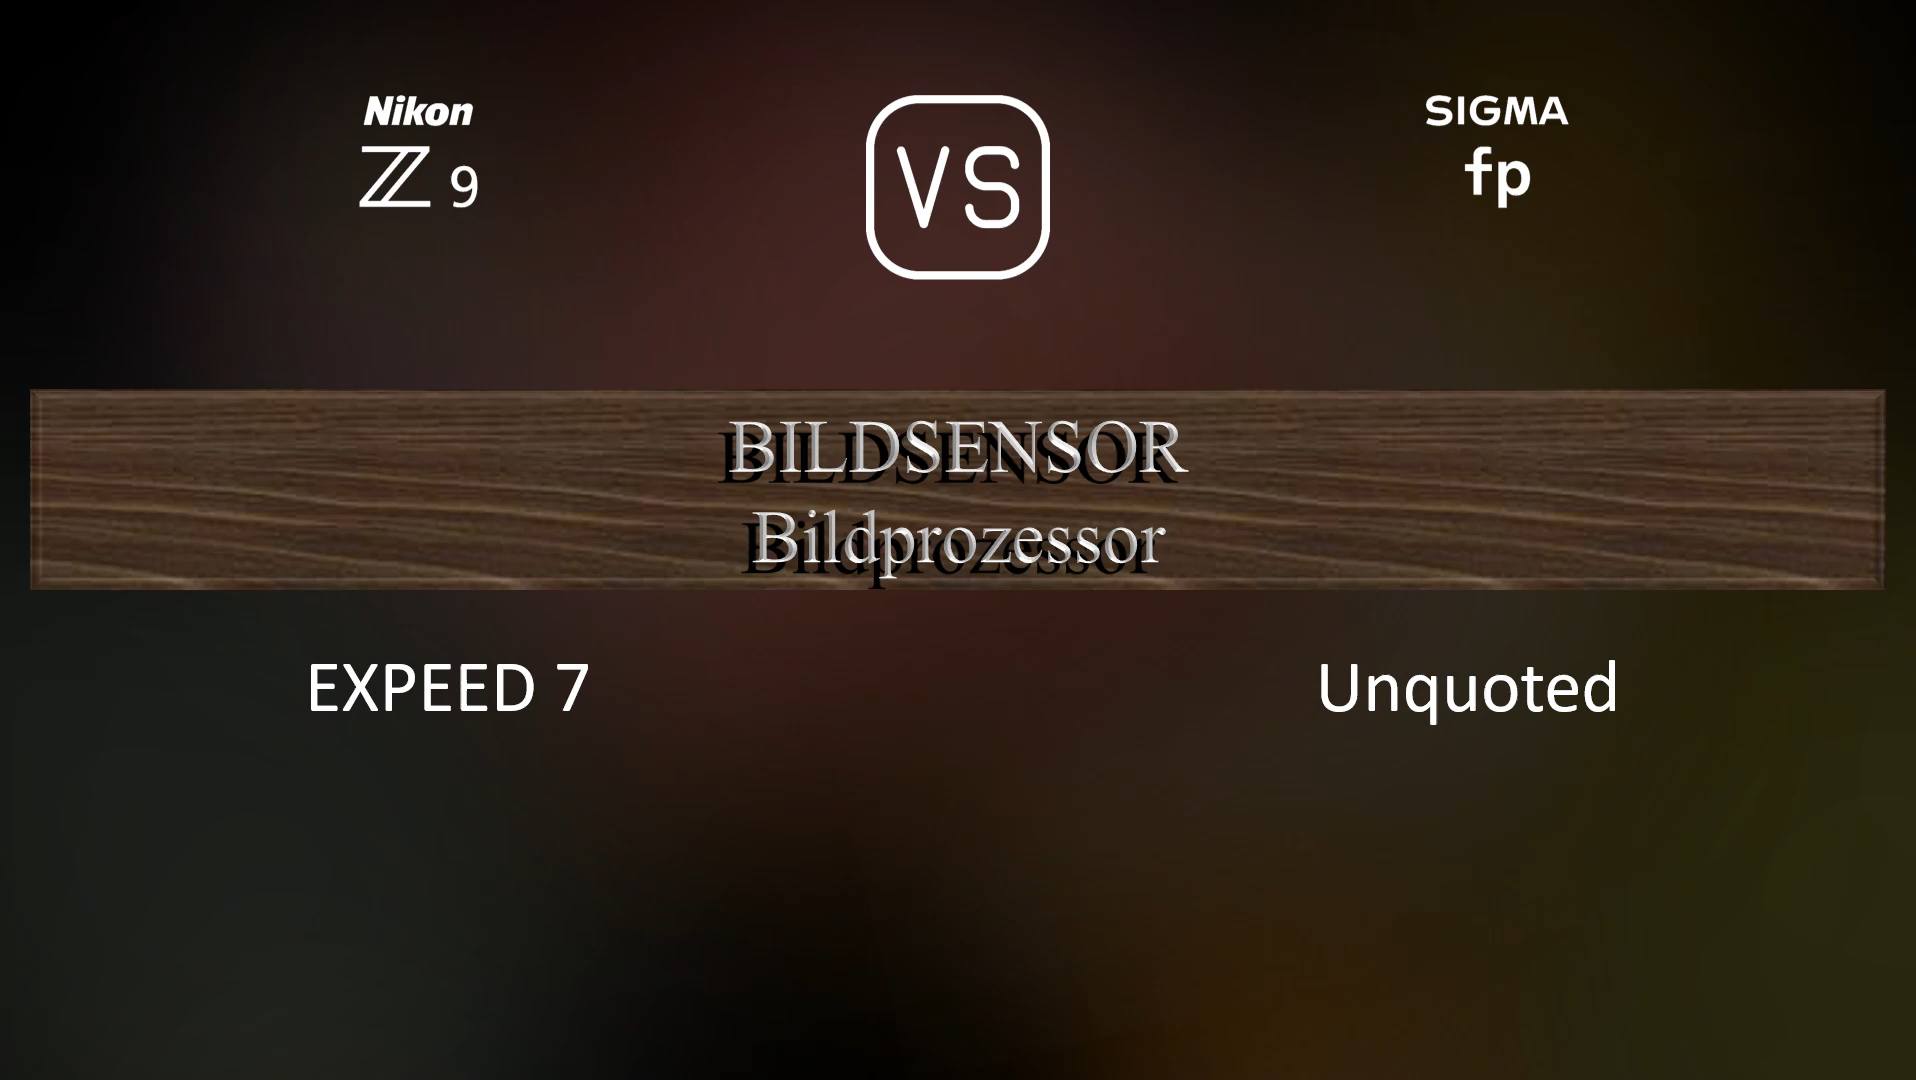 Nikon
Z 9
VS
SIGMA
fp
BILDSENSOR
Bildprozessor
EXPEED 7
Unquoted